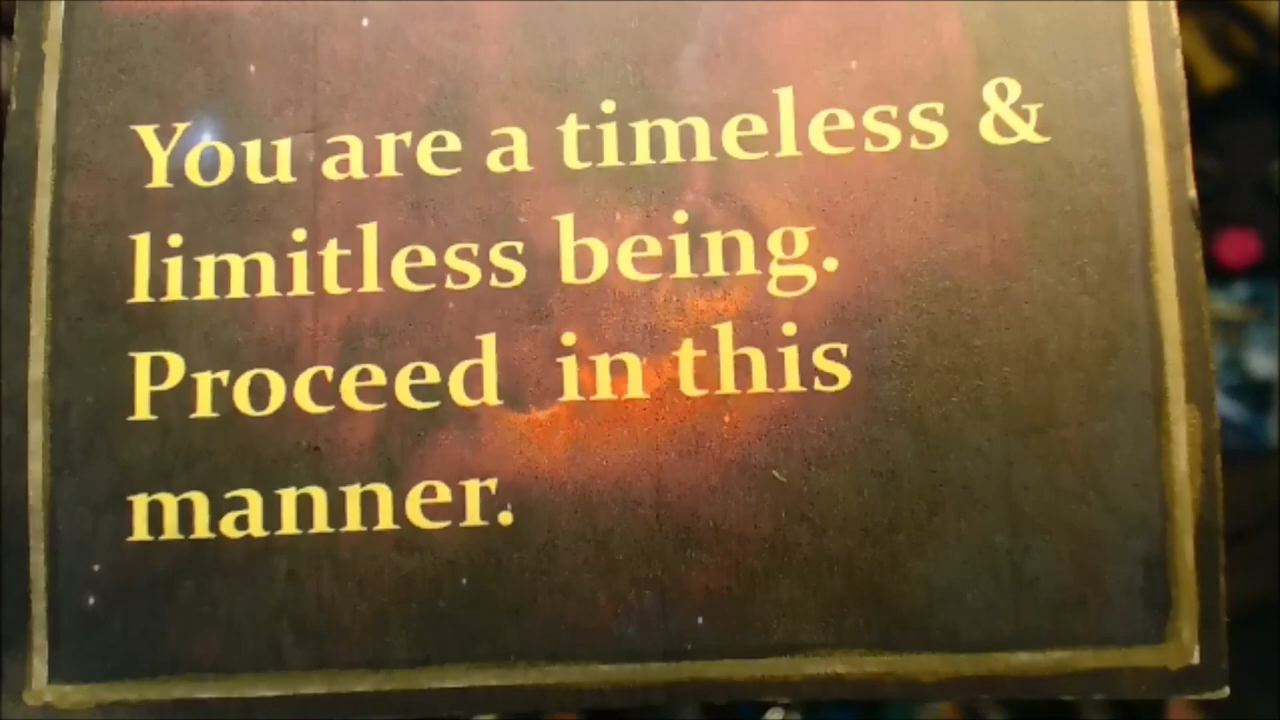 You are a timeless &
limitless being.
Proceed in this
manner.